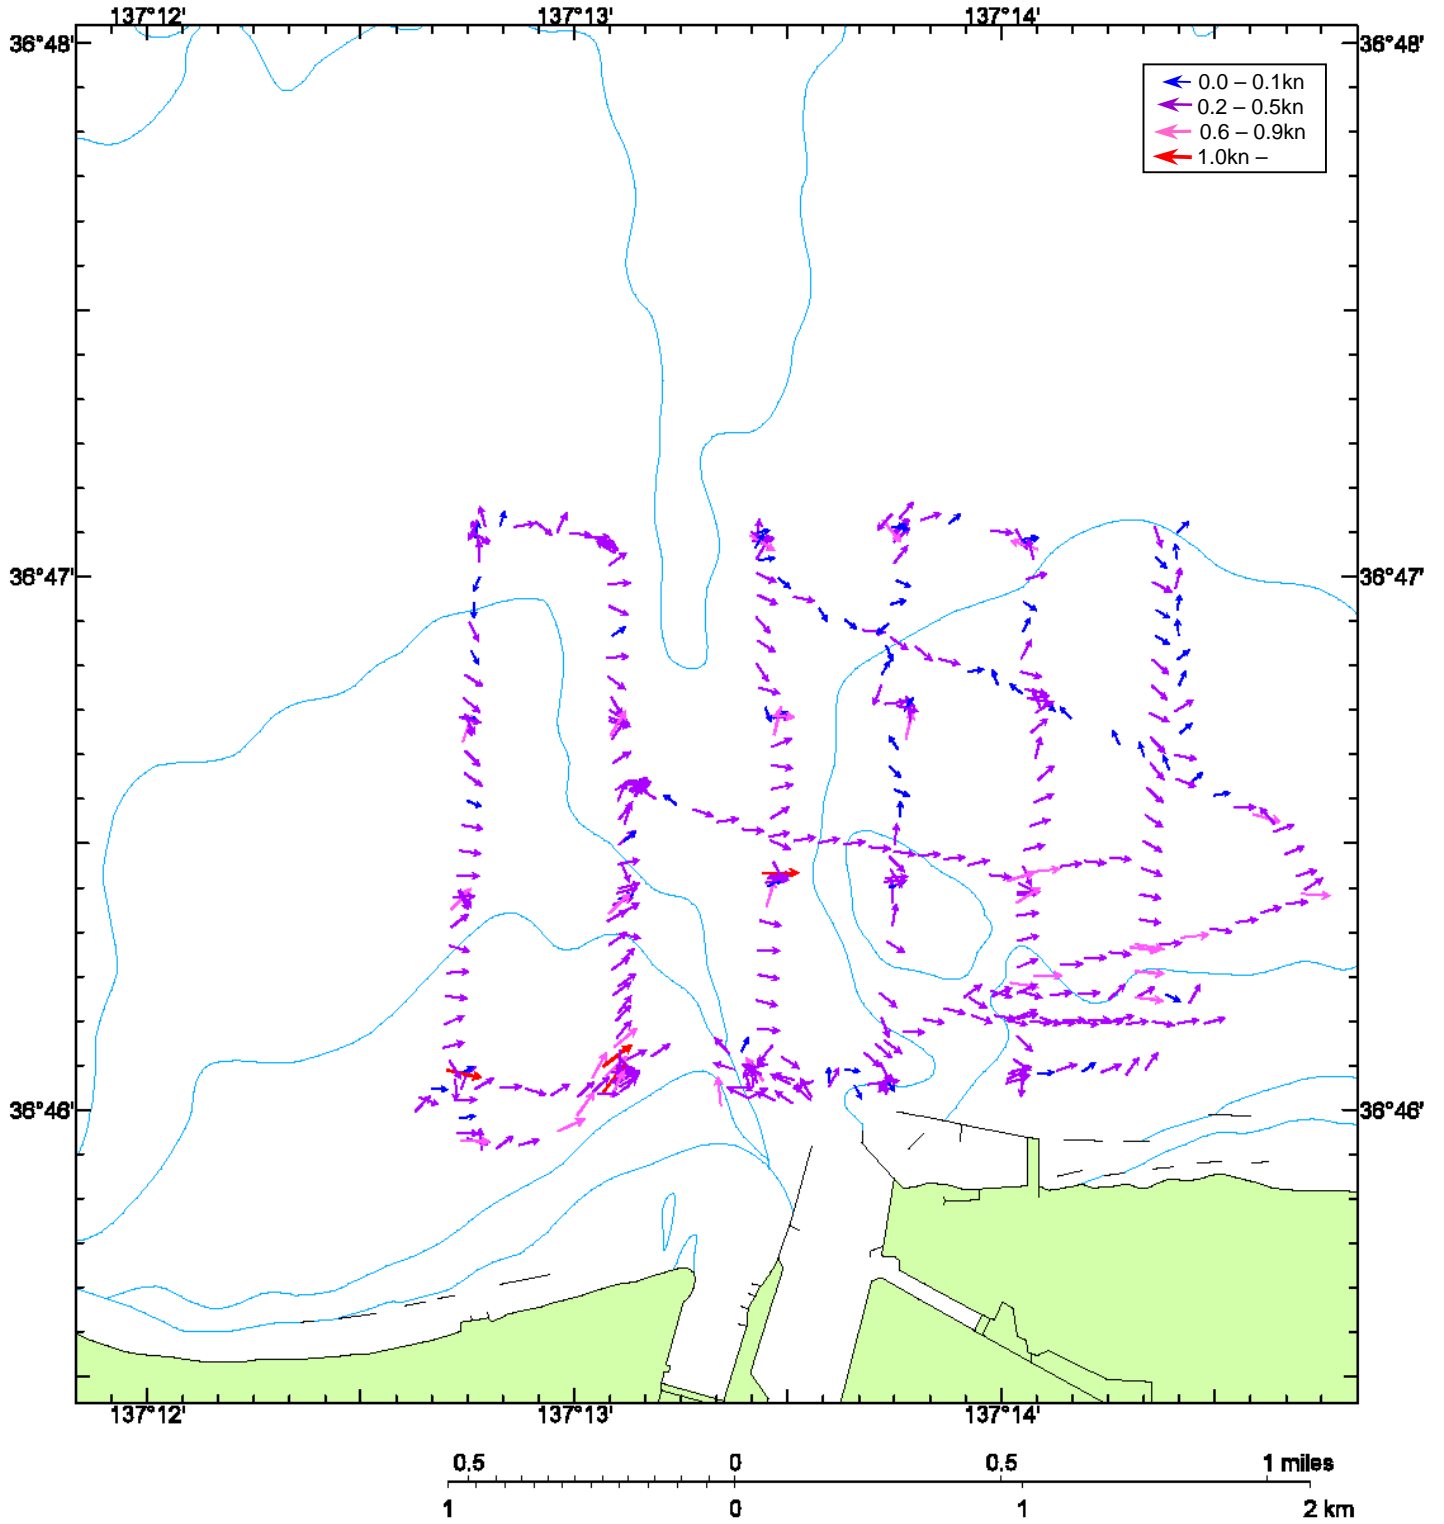 137°12' 137°13' 137°14'
36°48' 36°48'
0.0 – 0.1kn
0.2 – 0.5kn
0.6 – 0.9kn
1.0kn –
36°47' 36°47'
36°46' 36°46'
137°12' 137°13' 137°14'
0.5 0 0.5 1 miles
1 0 1 2 km